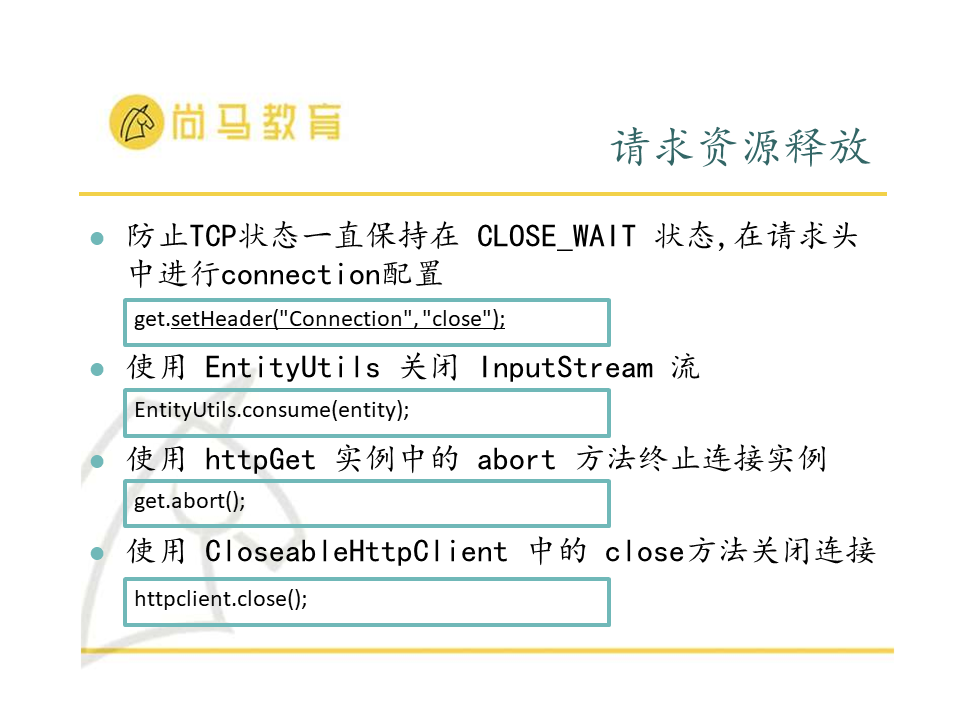 尚马教育
请求资源释放
防止TCP状态一直保持在 CLOSE_WAIT 状态,在请求头
中进行connection配置
get.setHeader("Connection","close");
使用 EntityUtils 关闭 InputStream 流
EntityUtils.consume(entity);
使用 httpGet 实例中的 abort 方法终止连接实例
get.abort();
使用 CloseableHttpClient 中的 close方法关闭连接
httpclient.close();